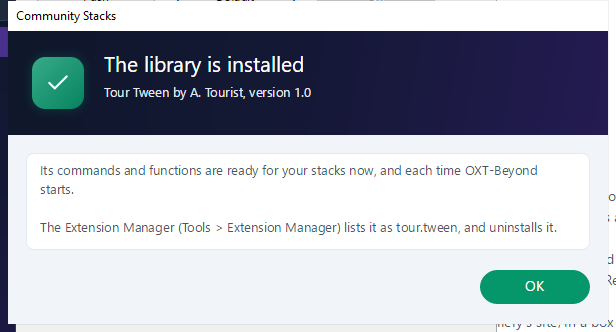 Community Stacks
The library is installed
Tour Tween by A. Tourist, version 1.0
Its commands and functions are ready for your stacks now, and each time OXT-Beyond
starts.
The Extension Manager (Tools > Extension Manager) lists it as tour.tween, and uninstalls it.
OK